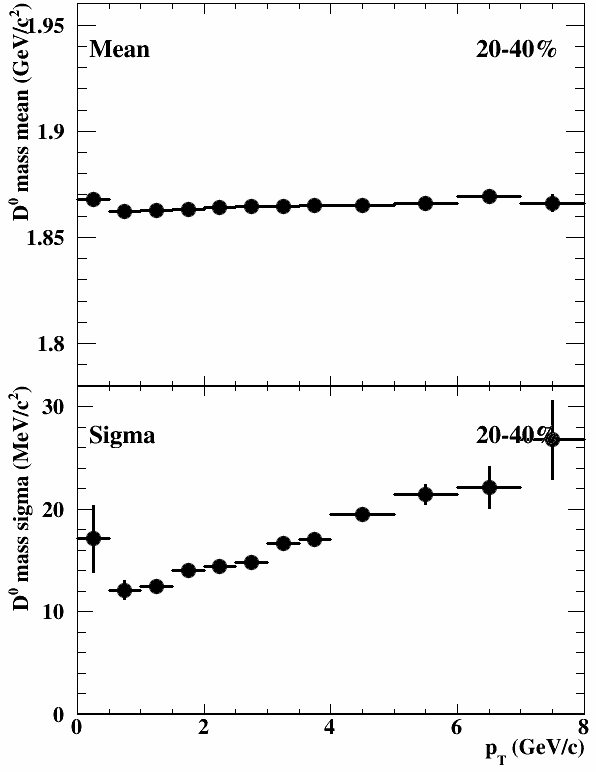 1.95
Mean 20-40%
1.9
1.85
1.8
D⁰ mass mean (GeV/c²)
30
Sigma 20-40%
20
10
0
D⁰ mass sigma (MeV/c²)
0 2 4 6 8
p_T (GeV/c)